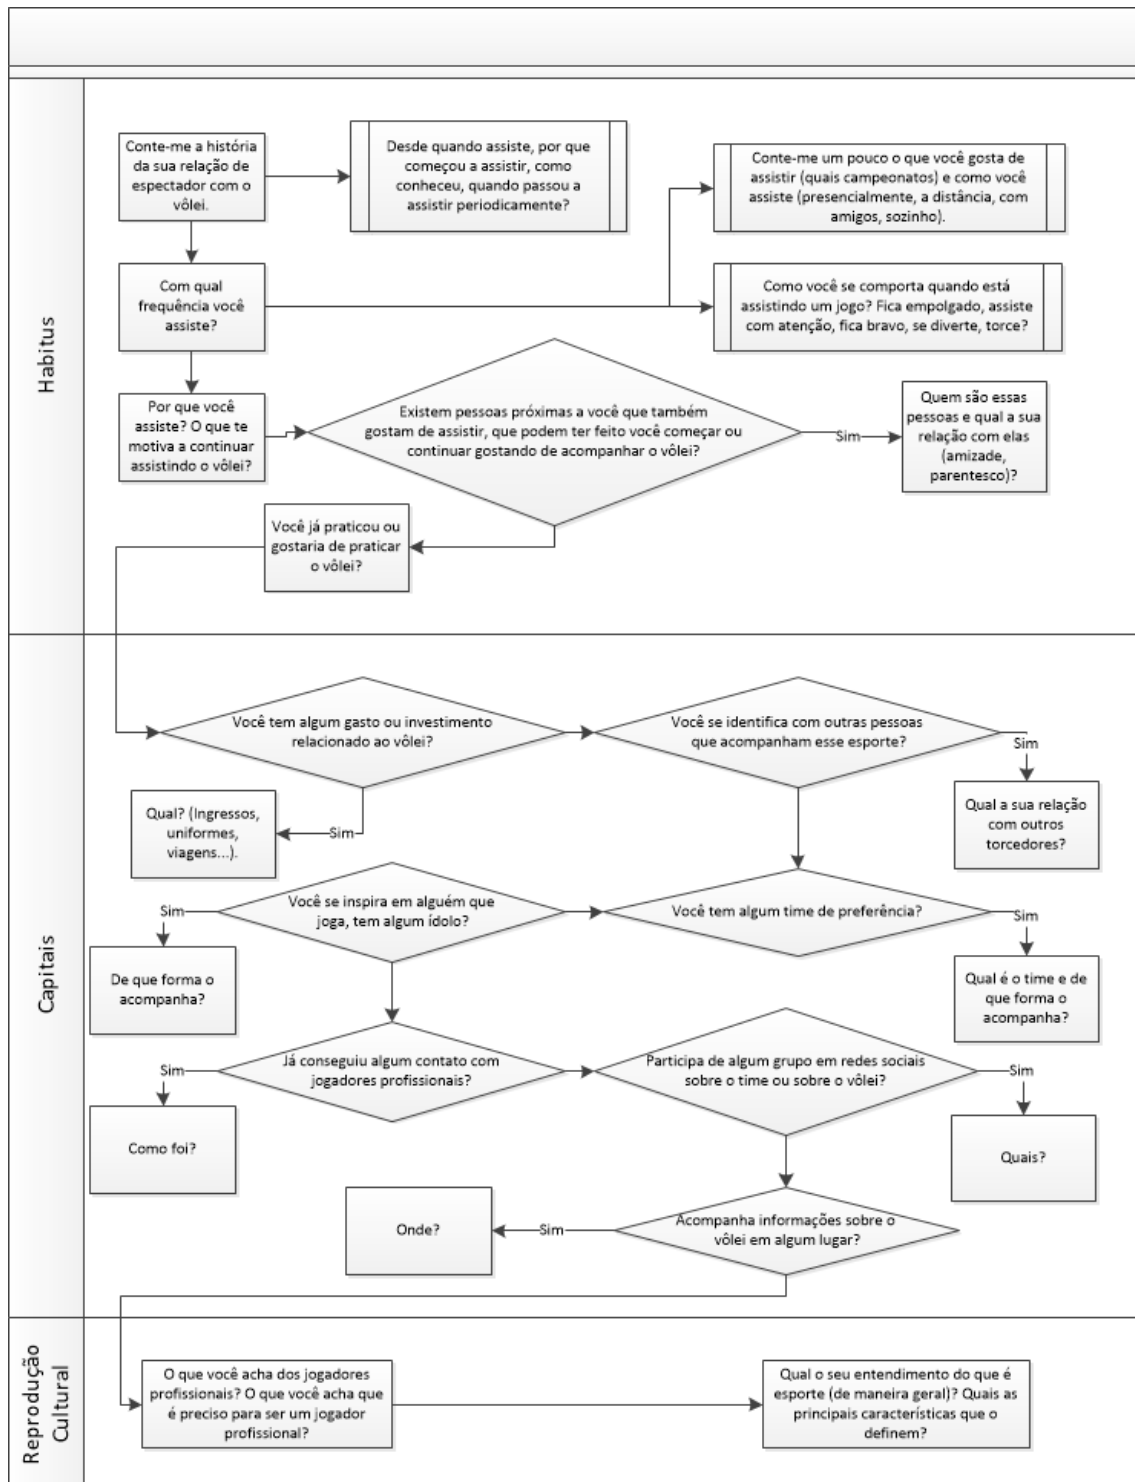 Habitus
Conte-me a história
da sua relação de
espectador com o
vôlei.
Desde quando assiste, por que
começou a assistir, como
conheceu, quando passou a
assistir periodicamente?
Conte-me um pouco o que você gosta de
assistir (quais campeonatos) e como você
assiste (presencialmente, a distância, com
amigos, sozinho).
Com qual
frequência você
assiste?
Como você se comporta quando está
assistindo um jogo? Fica empolgado, assiste
com atenção, fica bravo, se diverte, torce?
Por que você
assiste? O que te
motiva a continuar
assistindo o vôlei?
Existem pessoas próximas a você que também
gostam de assistir, que podem ter feito você começar ou
continuar gostando de acompanhar o vôlei?
Sim
Quem são essas
pessoas e qual a sua
relação com elas
(amizade,
parentesco)?
Você já praticou ou
gostaria de praticar
o vôlei?
Capitais
Você tem algum gasto ou investimento
relacionado ao vôlei?
Sim
Qual? (Ingressos,
uniformes,
viagens...).
Você se identifica com outras pessoas
que acompanham esse esporte?
Sim
Qual a sua relação
com outros
torcedores?
Você se inspira em alguém que
joga, tem algum ídolo?
Sim
De que forma o
acompanha?
Você tem algum time de preferência?
Sim
Qual é o time e de
que forma o
acompanha?
Já conseguiu algum contato com
jogadores profissionais?
Sim
Como foi?
Participa de algum grupo em redes sociais
sobre o time ou sobre o vôlei?
Sim
Quais?
Acompanha informações sobre o
vôlei em algum lugar?
Sim
Onde?
Reprodução
Cultural
O que você acha dos jogadores
profissionais? O que você acha que
é preciso para ser um jogador
profissional?
Qual o seu entendimento do que é
esporte (de maneira geral)? Quais as
principais características que o
definem?